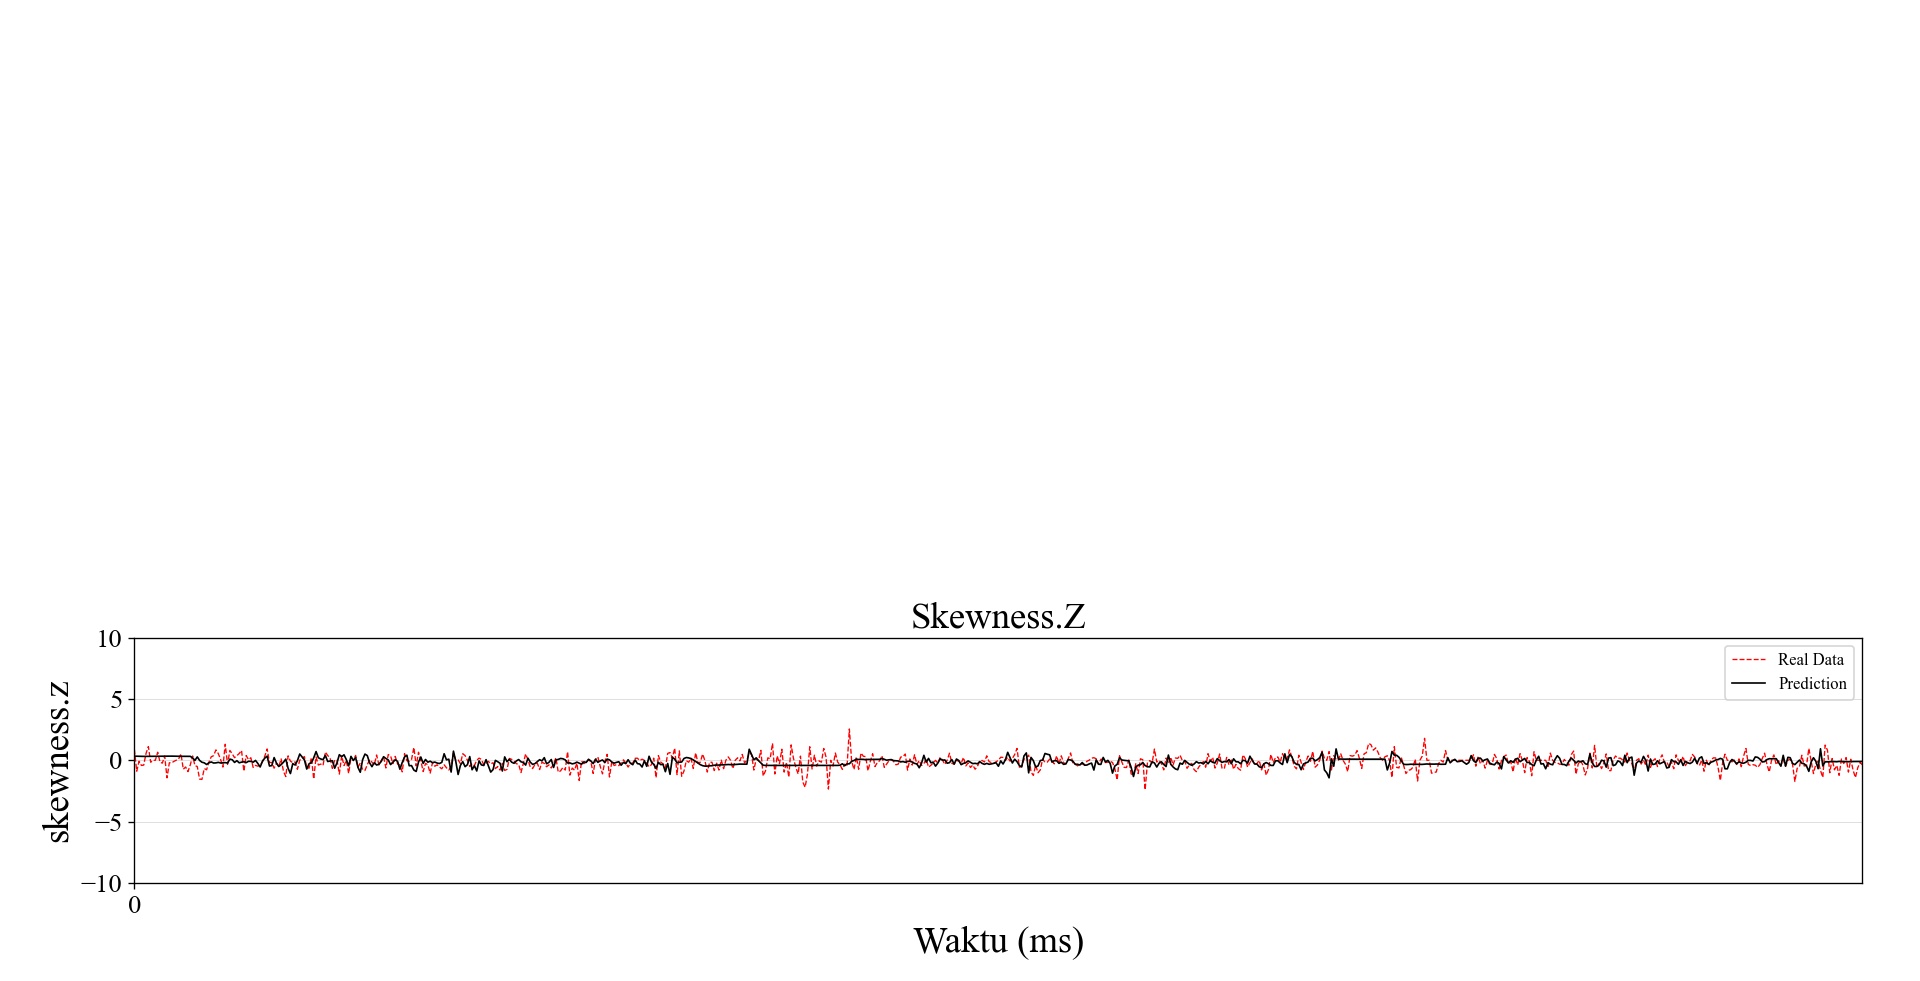 Skewness.Z
skewness.z
10
5
0
−5
−10
0
Waktu (ms)
Real Data
Prediction